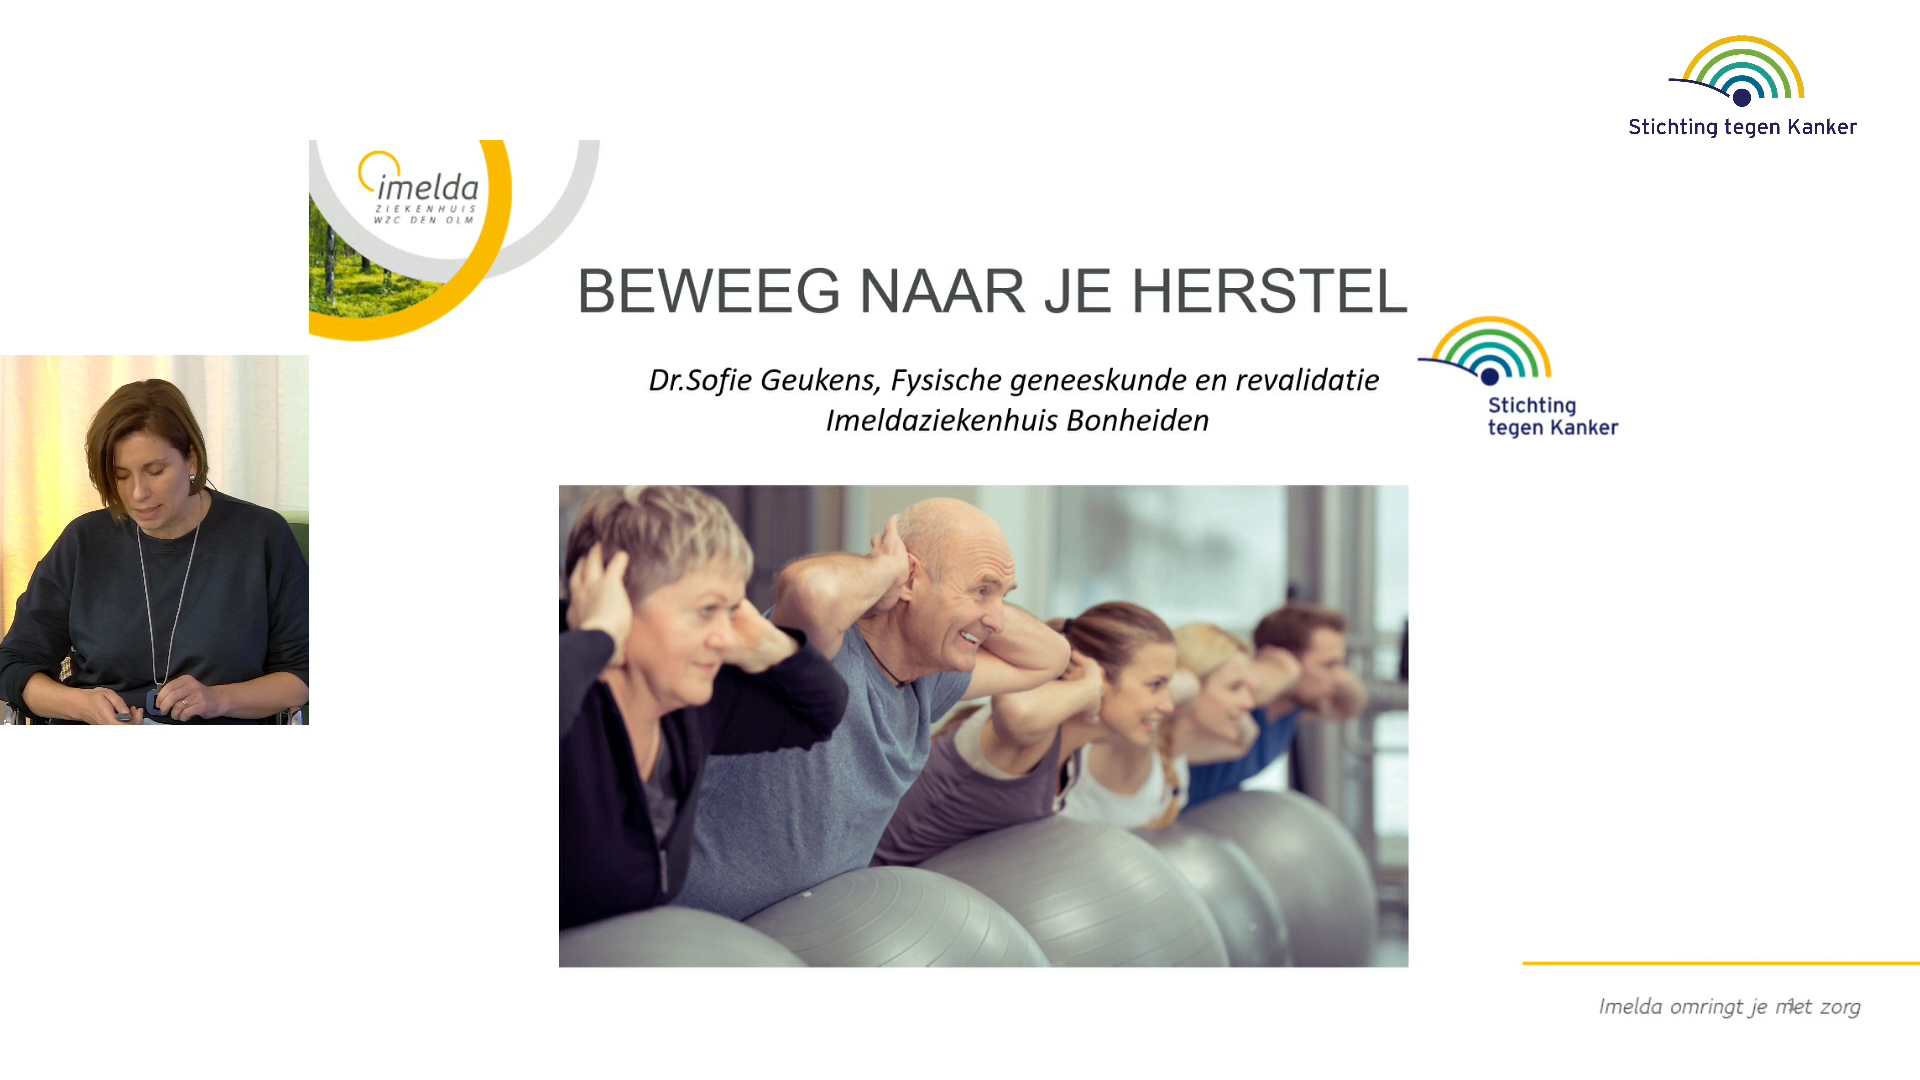 Stichting tegen Kanker
imelda
ZIEKENHUIS
WZC DEN OLM
BEWEEG NAAR JE HERSTEL
Dr.Sofie Geukens, Fysische geneeskunde en revalidatie
Imeldaziekenhuis Bonheiden
Stichting
tegen Kanker
Imelda omringt je met zorg
1